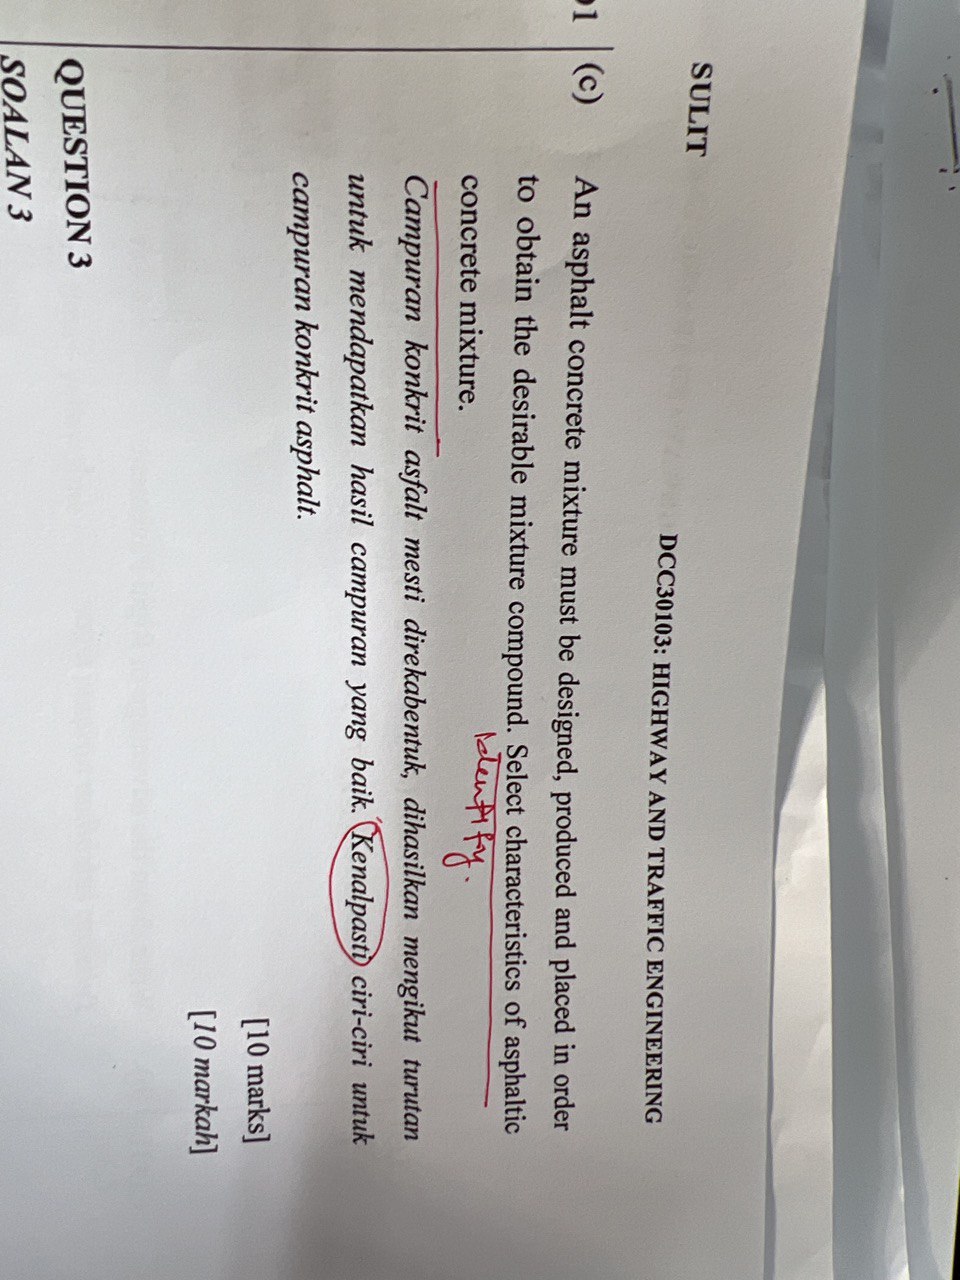 SULIT
DCC30103: HIGHWAY AND TRAFFIC ENGINEERING
(c) An asphalt concrete mixture must be designed, produced and placed in order
to obtain the desirable mixture compound. Select characteristics of asphaltic
Identify.
concrete mixture.
Campuran konkrit asfalt mesti direkabentuk, dihasilkan mengikut turutan
untuk mendapatkan hasil campuran yang baik. Kenalpasti ciri-ciri untuk
campuran konkrit asphalt.
[10 marks]
[10 markah]
QUESTION 3
SOALAN 3